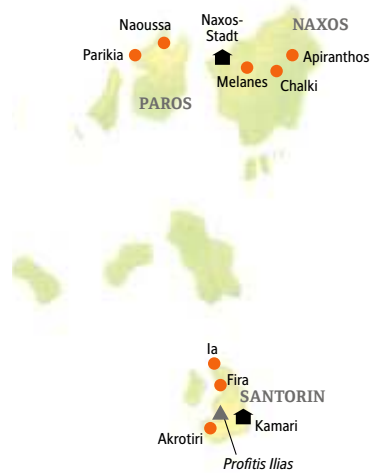 Naoussa
Parikia
PAROS
Naxos-
Stadt
NAXOS
Apiranthos
Melanes
Chalki
Ia
Fira
SANTORIN
Kamari
Akrotiri
Profitis Ilias